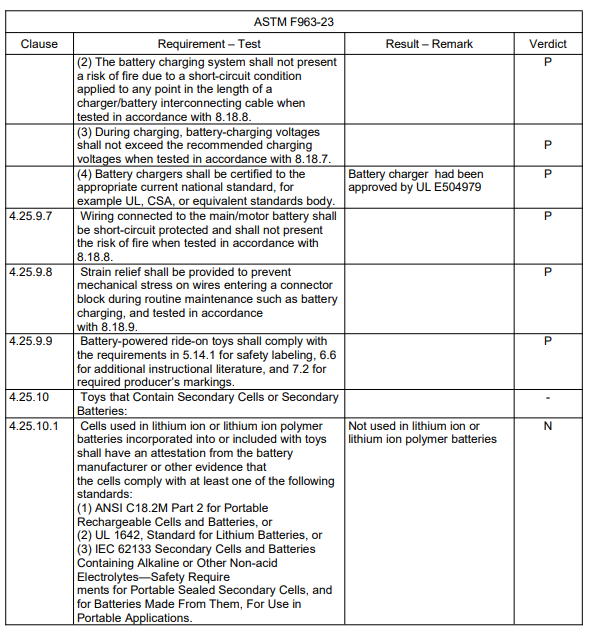 ASTM F963-23
Clause Requirement – Test Result – Remark Verdict
(2) The battery charging system shall not present P
a risk of fire due to a short-circuit condition
applied to any point in the length of a
charger/battery interconnecting cable when
tested in accordance with 8.18.8.
(3) During charging, battery-charging voltages
shall not exceed the recommended charging P
voltages when tested in accordance with 8.18.7.
(4) Battery chargers shall be certified to the Battery charger had been P
appropriate current national standard, for approved by UL E504979
example UL, CSA, or equivalent standards body.
4.25.9.7 Wiring connected to the main/motor battery shall P
be short-circuit protected and shall not present
the risk of fire when tested in accordance with
8.18.8.
4.25.9.8 Strain relief shall be provided to prevent P
mechanical stress on wires entering a connector
block during routine maintenance such as battery
charging, and tested in accordance
with 8.18.9.
4.25.9.9 Battery-powered ride-on toys shall comply with P
the requirements in 5.14.1 for safety labeling, 6.6
for additional instructional literature, and 7.2 for
required producer's markings.
4.25.10 Toys that Contain Secondary Cells or Secondary -
Batteries:
4.25.10.1 Cells used in lithium ion or lithium ion polymer Not used in lithium ion or N
batteries incorporated into or included with toys lithium ion polymer batteries
shall have an attestation from the battery
manufacturer or other evidence that
the cells comply with at least one of the following
standards:
(1) ANSI C18.2M Part 2 for Portable
Rechargeable Cells and Batteries, or
(2) UL 1642, Standard for Lithium Batteries, or
(3) IEC 62133 Secondary Cells and Batteries
Containing Alkaline or Other Non-acid
Electrolytes—Safety Require
ments for Portable Sealed Secondary Cells, and
for Batteries Made From Them, For Use in
Portable Applications.